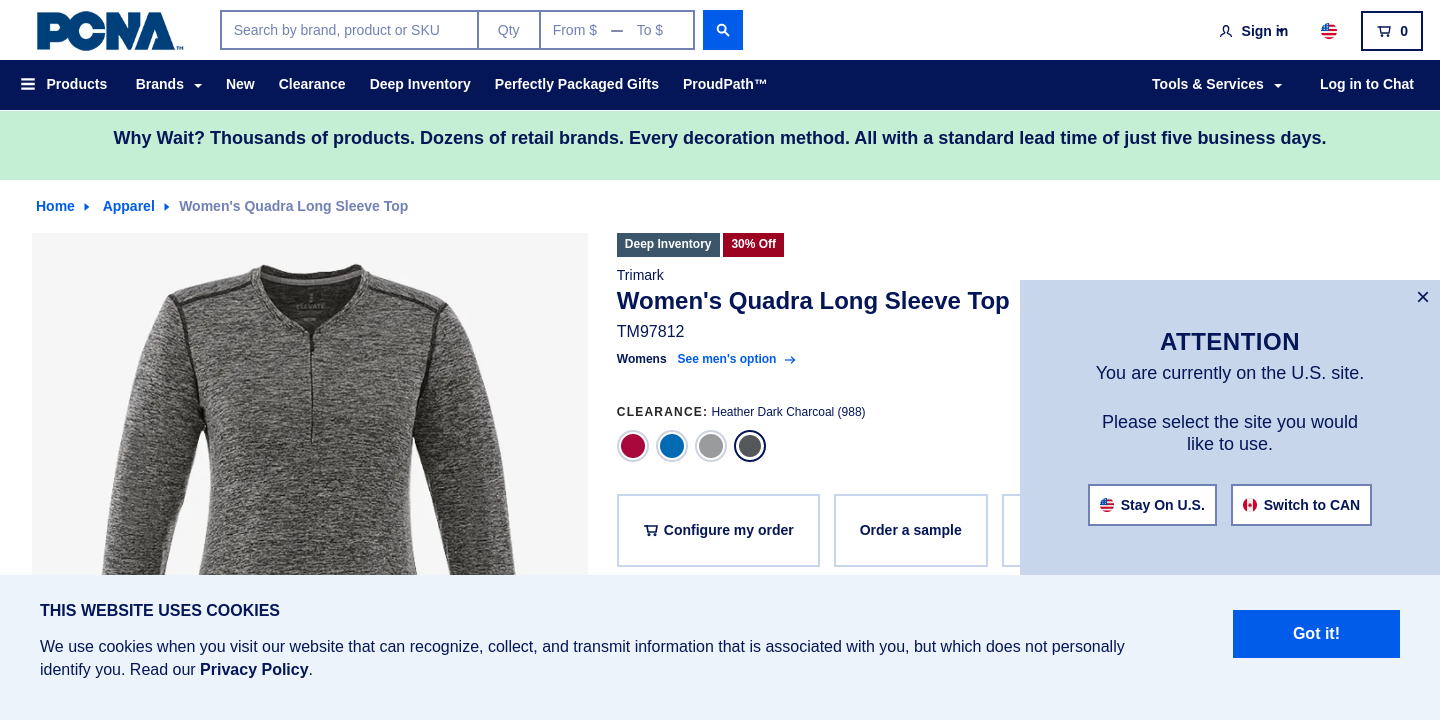 PCNA™
Search by brand, product or SKU
Qty
From $ — To $
Sign in
0
Products
Brands
New
Clearance
Deep Inventory
Perfectly Packaged Gifts
ProudPath™
Tools & Services
Log in to Chat
Why Wait? Thousands of products. Dozens of retail brands. Every decoration method. All with a standard lead time of just five business days.
Home
Apparel
Women's Quadra Long Sleeve Top
Deep Inventory
30% Off
Trimark
Women's Quadra Long Sleeve Top
TM97812
Womens
See men's option
CLEARANCE: Heather Dark Charcoal (988)
Configure my order
Order a sample
ELEVATE
ATTENTION
You are currently on the U.S. site.
Please select the site you would
like to use.
Stay On U.S.
Switch to CAN
THIS WEBSITE USES COOKIES
We use cookies when you visit our website that can recognize, collect, and transmit information that is associated with you, but which does not personally
identify you. Read our Privacy Policy.
Got it!